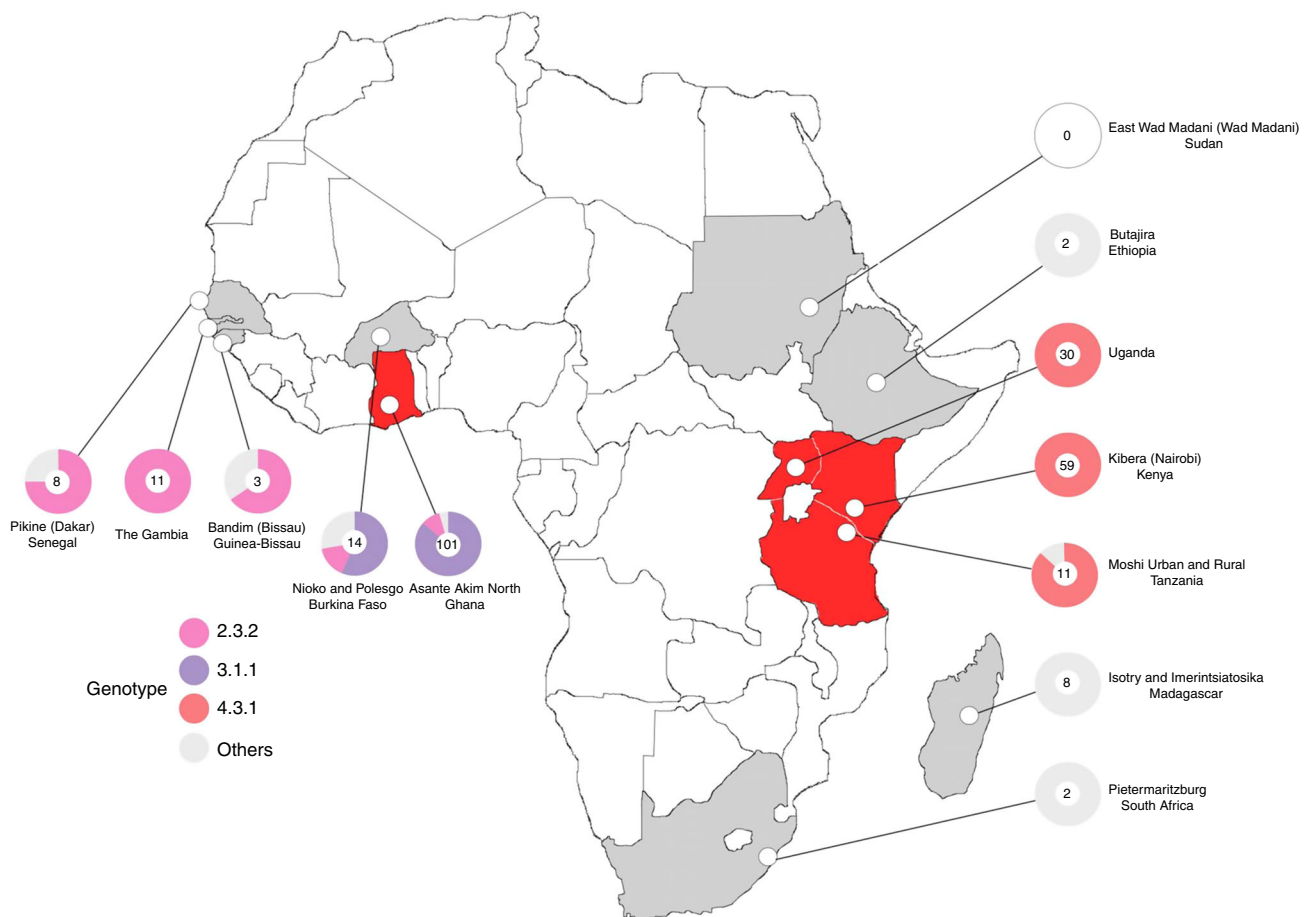 0
East Wad Madani (Wad Madani)
Sudan
2
Butajira
Ethiopia
30
Uganda
59
Kibera (Nairobi)
Kenya
11
Moshi Urban and Rural
Tanzania
8
Isotry and Imerintsiatosika
Madagascar
2
Pietermaritzburg
South Africa
8
Pikine (Dakar)
Senegal
11
The Gambia
3
Bandim (Bissau)
Guinea-Bissau
14
Nioko and Polesgo
Burkina Faso
101
Asante Akim North
Ghana
Genotype
2.3.2
3.1.1
4.3.1
Others